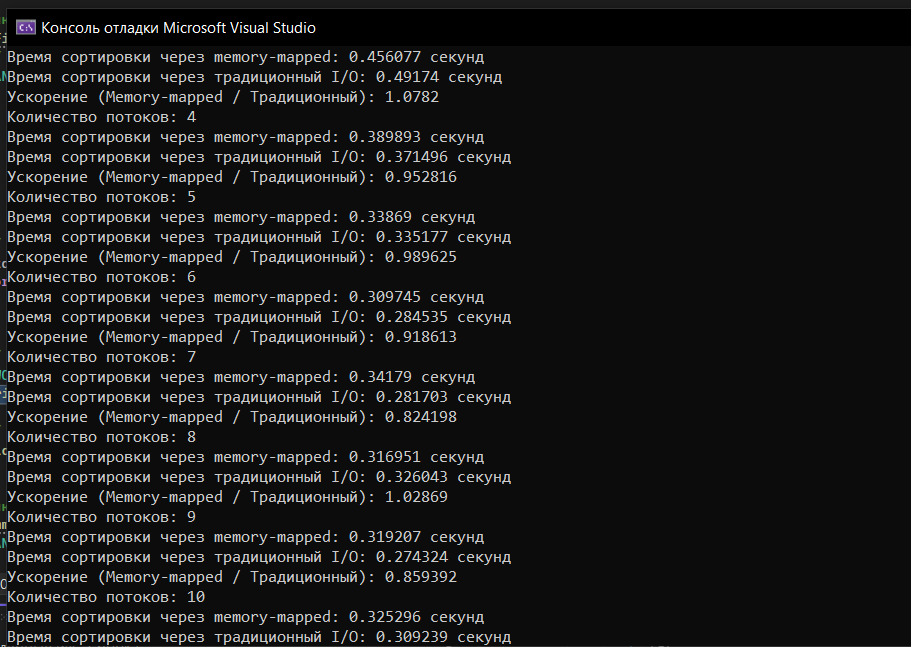 Консоль отладки Microsoft Visual Studio
Время сортировки через memory-mapped: 0.456077 секунд
Время сортировки через традиционный I/O: 0.49174 секунд
Ускорение (Memory-mapped / Традиционный): 1.0782
Количество потоков: 4
Время сортировки через memory-mapped: 0.389893 секунд
Время сортировки через традиционный I/O: 0.371496 секунд
Ускорение (Memory-mapped / Традиционный): 0.952816
Количество потоков: 5
Время сортировки через memory-mapped: 0.33869 секунд
Время сортировки через традиционный I/O: 0.335177 секунд
Ускорение (Memory-mapped / Традиционный): 0.989625
Количество потоков: 6
Время сортировки через memory-mapped: 0.309745 секунд
Время сортировки через традиционный I/O: 0.284535 секунд
Ускорение (Memory-mapped / Традиционный): 0.918613
Количество потоков: 7
Время сортировки через memory-mapped: 0.34179 секунд
Время сортировки через традиционный I/O: 0.281703 секунд
Ускорение (Memory-mapped / Традиционный): 0.824198
Количество потоков: 8
Время сортировки через memory-mapped: 0.316951 секунд
Время сортировки через традиционный I/O: 0.326043 секунд
Ускорение (Memory-mapped / Традиционный): 1.02869
Количество потоков: 9
Время сортировки через memory-mapped: 0.319207 секунд
Время сортировки через традиционный I/O: 0.274324 секунд
Ускорение (Memory-mapped / Традиционный): 0.859392
Количество потоков: 10
Время сортировки через memory-mapped: 0.325296 секунд
Время сортировки через традиционный I/O: 0.309239 секунд